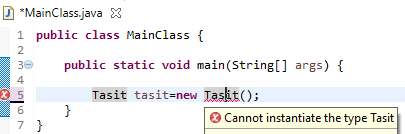 *MainClass.java
1 public class MainClass {
2
3 public static void main(String[] args) {
4
5 Tasit tasit=new Tasit();
6 }
7 }
Cannot instantiate the type Tasit